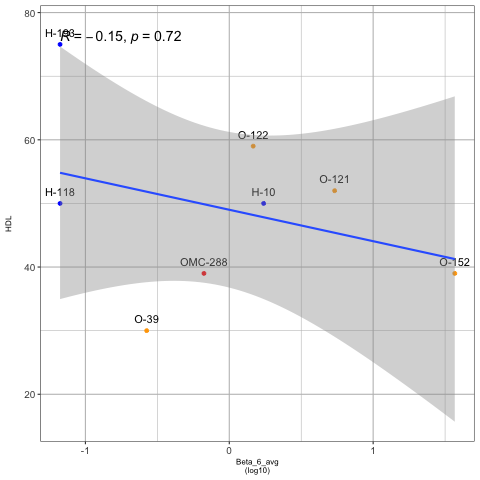 80
H-193
R = −0.15, p = 0.72
O-122
60
O-121
H-118
H-10
HDL
OMC-288
O-152
40
O-39
20
-1
0
1
Beta_6_avg
(log10)